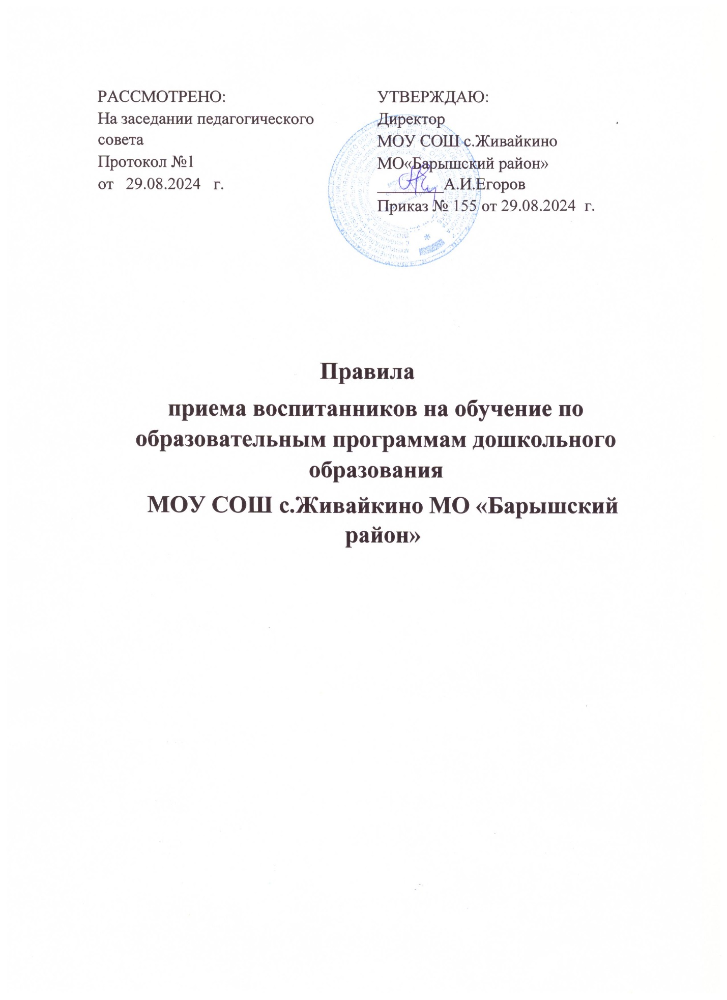 РАССМОТРЕНО:
На заседании педагогического
совета
Протокол №1
от 29.08.2024 г.
УТВЕРЖДАЮ:
Директор
МОУ СОШ с.Живайкино
МО«Барышский район»
________А.И.Егоров
Приказ № 155 от 29.08.2024 г.
Правила
приема воспитанников на обучение по
образовательным программам дошкольного
образования
МОУ СОШ с.Живайкино МО «Барышский
район»